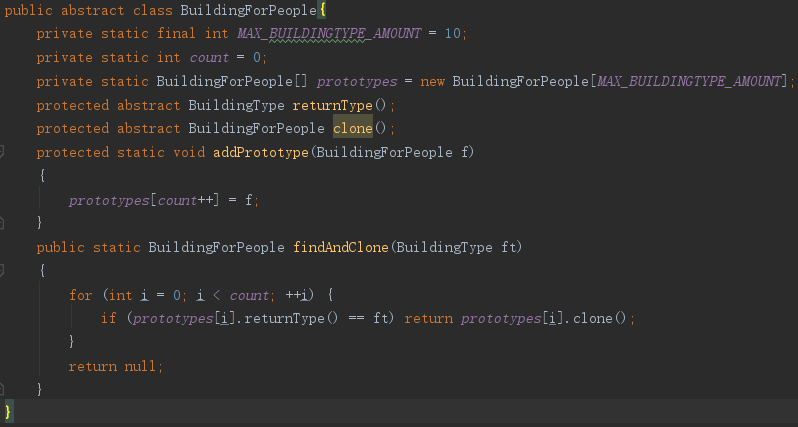 public abstract class BuildingForPeople{
    private static final int MAX_BUILDINGTYPE_AMOUNT = 10;
    private static int count = 0;
    private static BuildingForPeople[] prototypes = new BuildingForPeople[MAX_BUILDINGTYPE_AMOUNT];
    protected abstract BuildingType returnType();
    protected abstract BuildingForPeople clone();
    protected static void addPrototype(BuildingForPeople f)
    {
        prototypes[count++] = f;
    }
    public static BuildingForPeople findAndClone(BuildingType ft)
    {
        for (int i = 0; i < count; ++i) {
            if (prototypes[i].returnType() == ft) return prototypes[i].clone();
        }
        return null;
    }
}